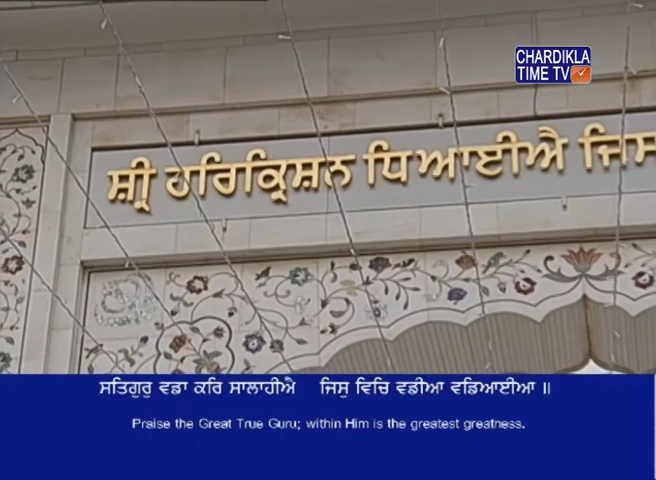 CHARDIKLA
TIME TV
ਸ੍ਰੀ ਹਰਿਕ੍ਰਿਸ਼ਨ ਧਿਆਈਐ ਜਿਸ
ਸਤਿਗੁਰੁ ਵਡਾ ਕਰਿ ਸਾਲਾਹੀਐ ਜਿਸੁ ਵਿਚਿ ਵਡੀਆ ਵਡਿਆਈਆ ॥
Praise the Great True Guru; within Him is the greatest greatness.